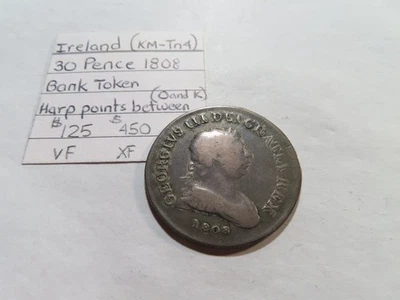 Ireland (KM-Tn4)
30 Pence 1808
Bank Token
(O and K)
Harp points between
$125 $450
VF XF
GEORGIUS III DEI GRATIA REX
1808